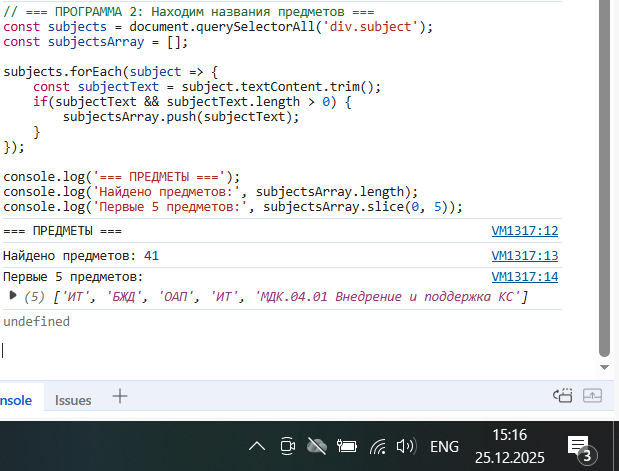 // === ПРОГРАММА 2: Находим названия предметов ===
const subjects = document.querySelectorAll('div.subject');
const subjectsArray = [];
subjects.forEach(subject => {
    const subjectText = subject.textContent.trim();
    if(subjectText && subjectText.length > 0) {
        subjectsArray.push(subjectText);
    }
});
console.log('=== ПРЕДМЕТЫ ===');
console.log('Найдено предметов:', subjectsArray.length);
console.log('Первые 5 предметов:', subjectsArray.slice(0, 5));
=== ПРЕДМЕТЫ === VM1317:12
Найдено предметов: 41 VM1317:13
Первые 5 предметов: VM1317:14
(5) ['ИТ', 'БЖД', 'ОАП', 'ИТ', 'МДК.04.01 Внедрение и поддержка КС']
undefined
nsole Issues
ENG 15:16
25.12.2025 3